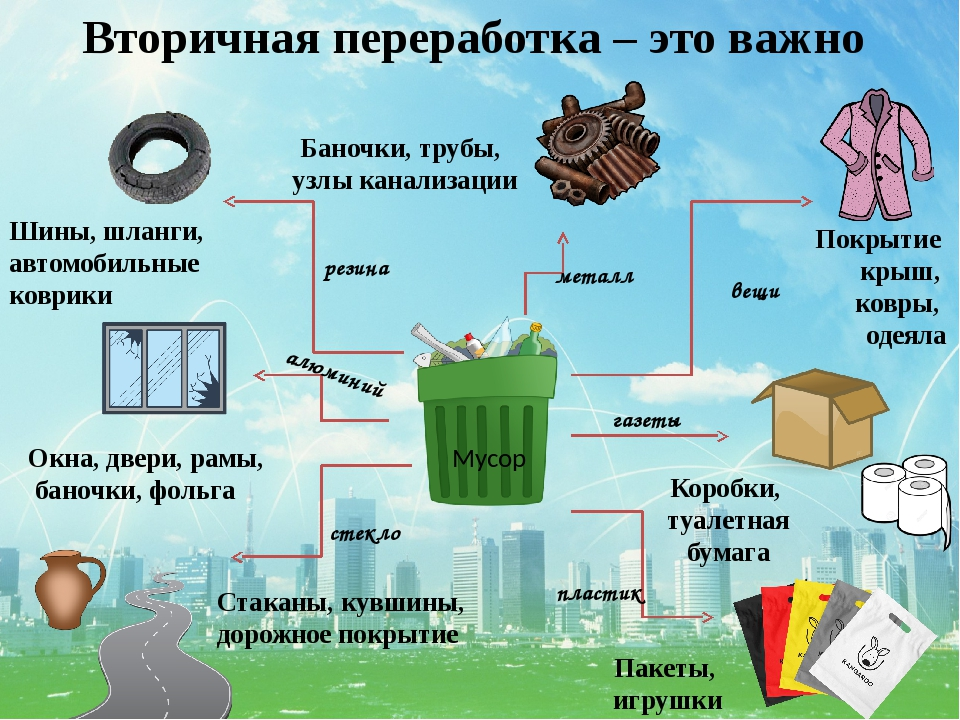 Вторичная переработка – это важно
Баночки, трубы,
узлы канализации
Шины, шланги,
автомобильные
коврики
Покрытие
крыш,
ковры,
одеяла
резина
металл
вещи
алюминий
газеты
Мусор
Окна, двери, рамы,
баночки, фольга
Коробки,
туалетная
бумага
стекло
Стаканы, кувшины,
дорожное покрытие
пластик
Пакеты,
игрушки
KANGAROO